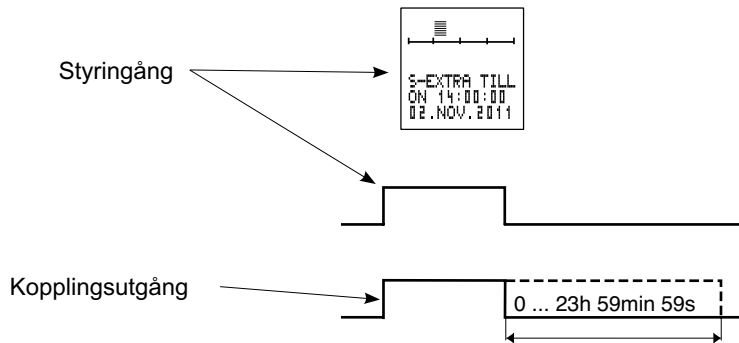 Styringång
S-EXTRA TILL
ON 14:00:00
02.NOV.2011
Kopplingsutgång
0 ... 23h 59min 59s